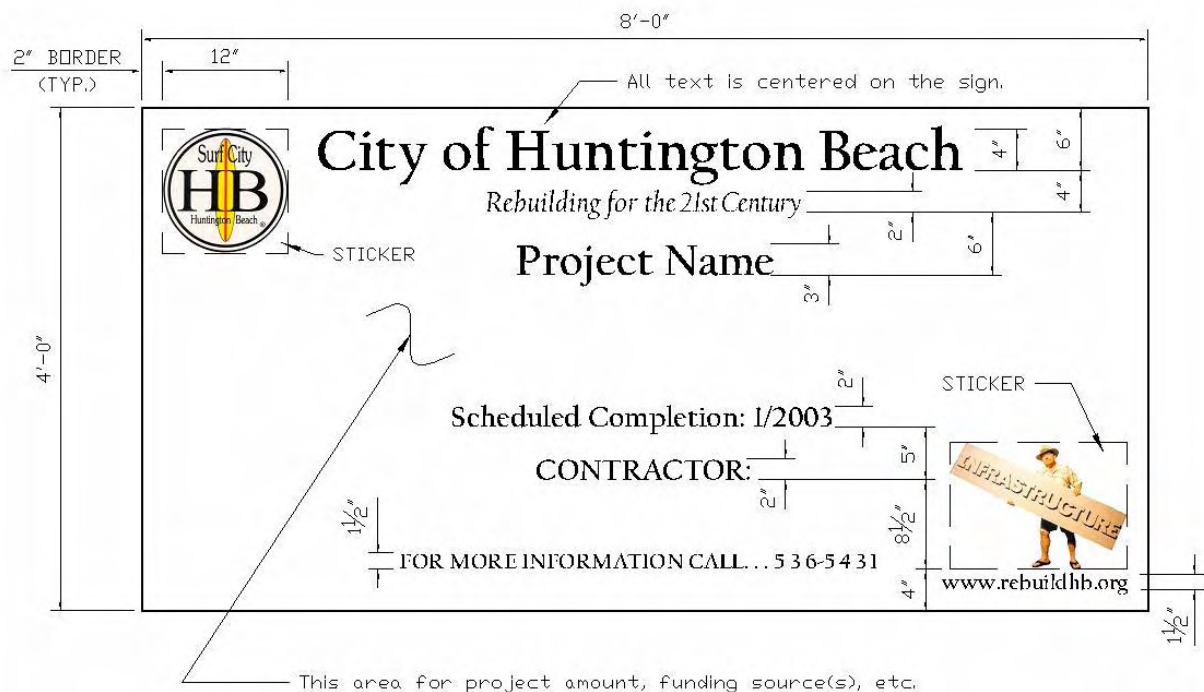 8'-0"
2" BORDER
(TYP.)
12"
All text is centered on the sign.
Surf City
HB
Huntington Beach ®
STICKER
City of Huntington Beach
4"
6"
Rebuilding for the 21st Century
2"
4"
Project Name
3"
6"
4'-0"
STICKER
2"
Scheduled Completion: 1/2003
CONTRACTOR:
2"
5"
INFRASTRUCTURE
1½"
8½"
FOR MORE INFORMATION CALL...536-5431
4"
www.rebuildhb.org
1½"
This area for project amount, funding source(s), etc.